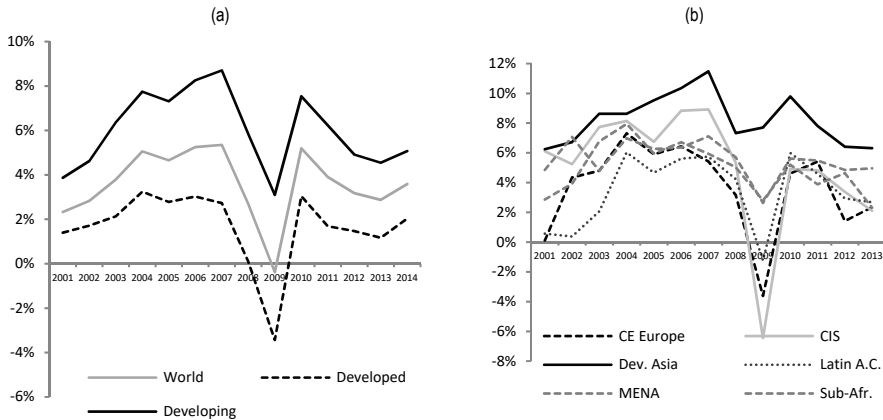 (a)
10%
8%
6%
4%
2%
0%
2001 2002 2003 2004 2005 2006 2007 2008 2009 2010 2011 2012 2013 2014
-2%
-4%
-6%
World
Developed
Developing
(b)
12%
10%
8%
6%
4%
2%
0%
2001 2002 2003 2004 2005 2006 2007 2008 2009 2010 2011 2012 2013
-2%
-4%
-6%
-8%
CE Europe
CIS
Dev. Asia
Latin A.C.
MENA
Sub-Afr.